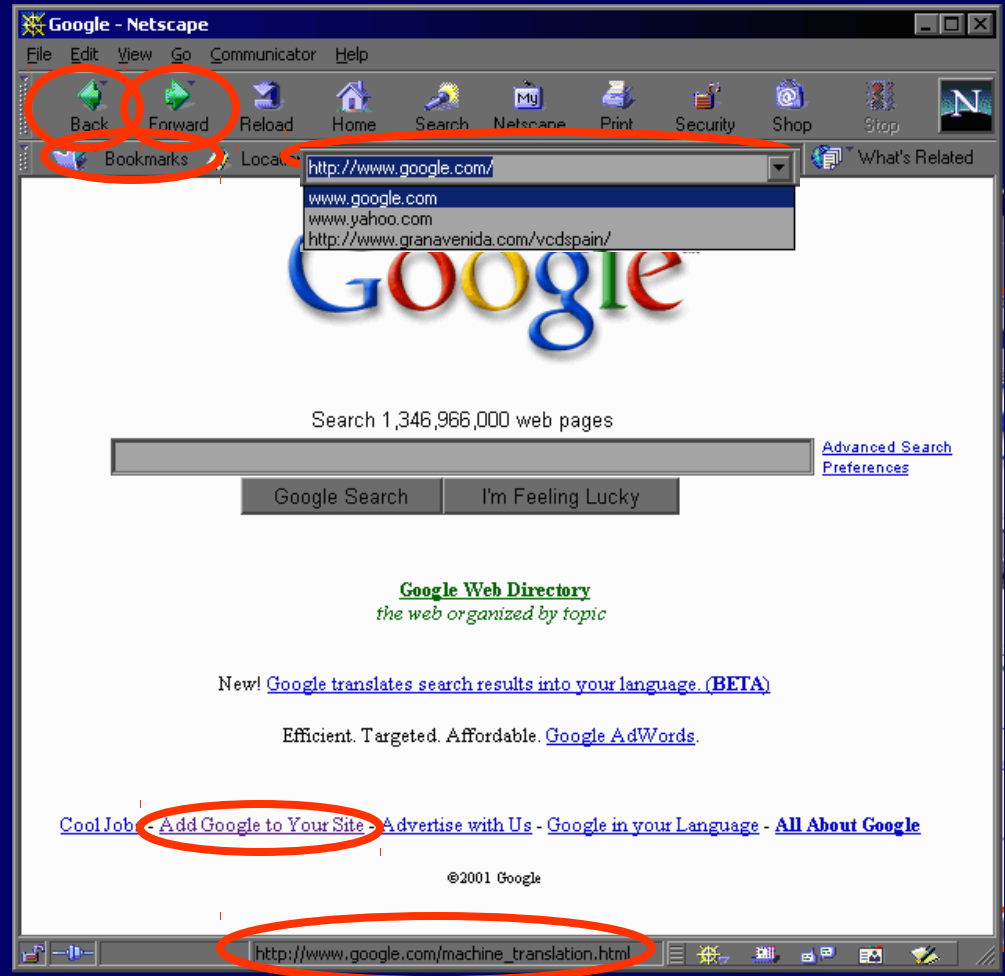 Google - Netscape
File Edit View Go Communicator Help
Back Forward Reload Home Search Netscape Print Security Shop Stop
N
My
Bookmarks http://www.google.com/ What's Related
www.google.com
www.yahoo.com
http://www.granavenida.com/vcdspain/
Google
Search 1,346,966,000 web pages
Advanced Search
Preferences
Google Search I'm Feeling Lucky
Google Web Directory
the web organized by topic
New! Google translates search results into your language. (BETA)
Efficient. Targeted. Affordable. Google AdWords.
Cool Jobs - Add Google to Your Site - Advertise with Us - Google in your Language - All About Google
©2001 Google
http://www.google.com/machine_translation.html